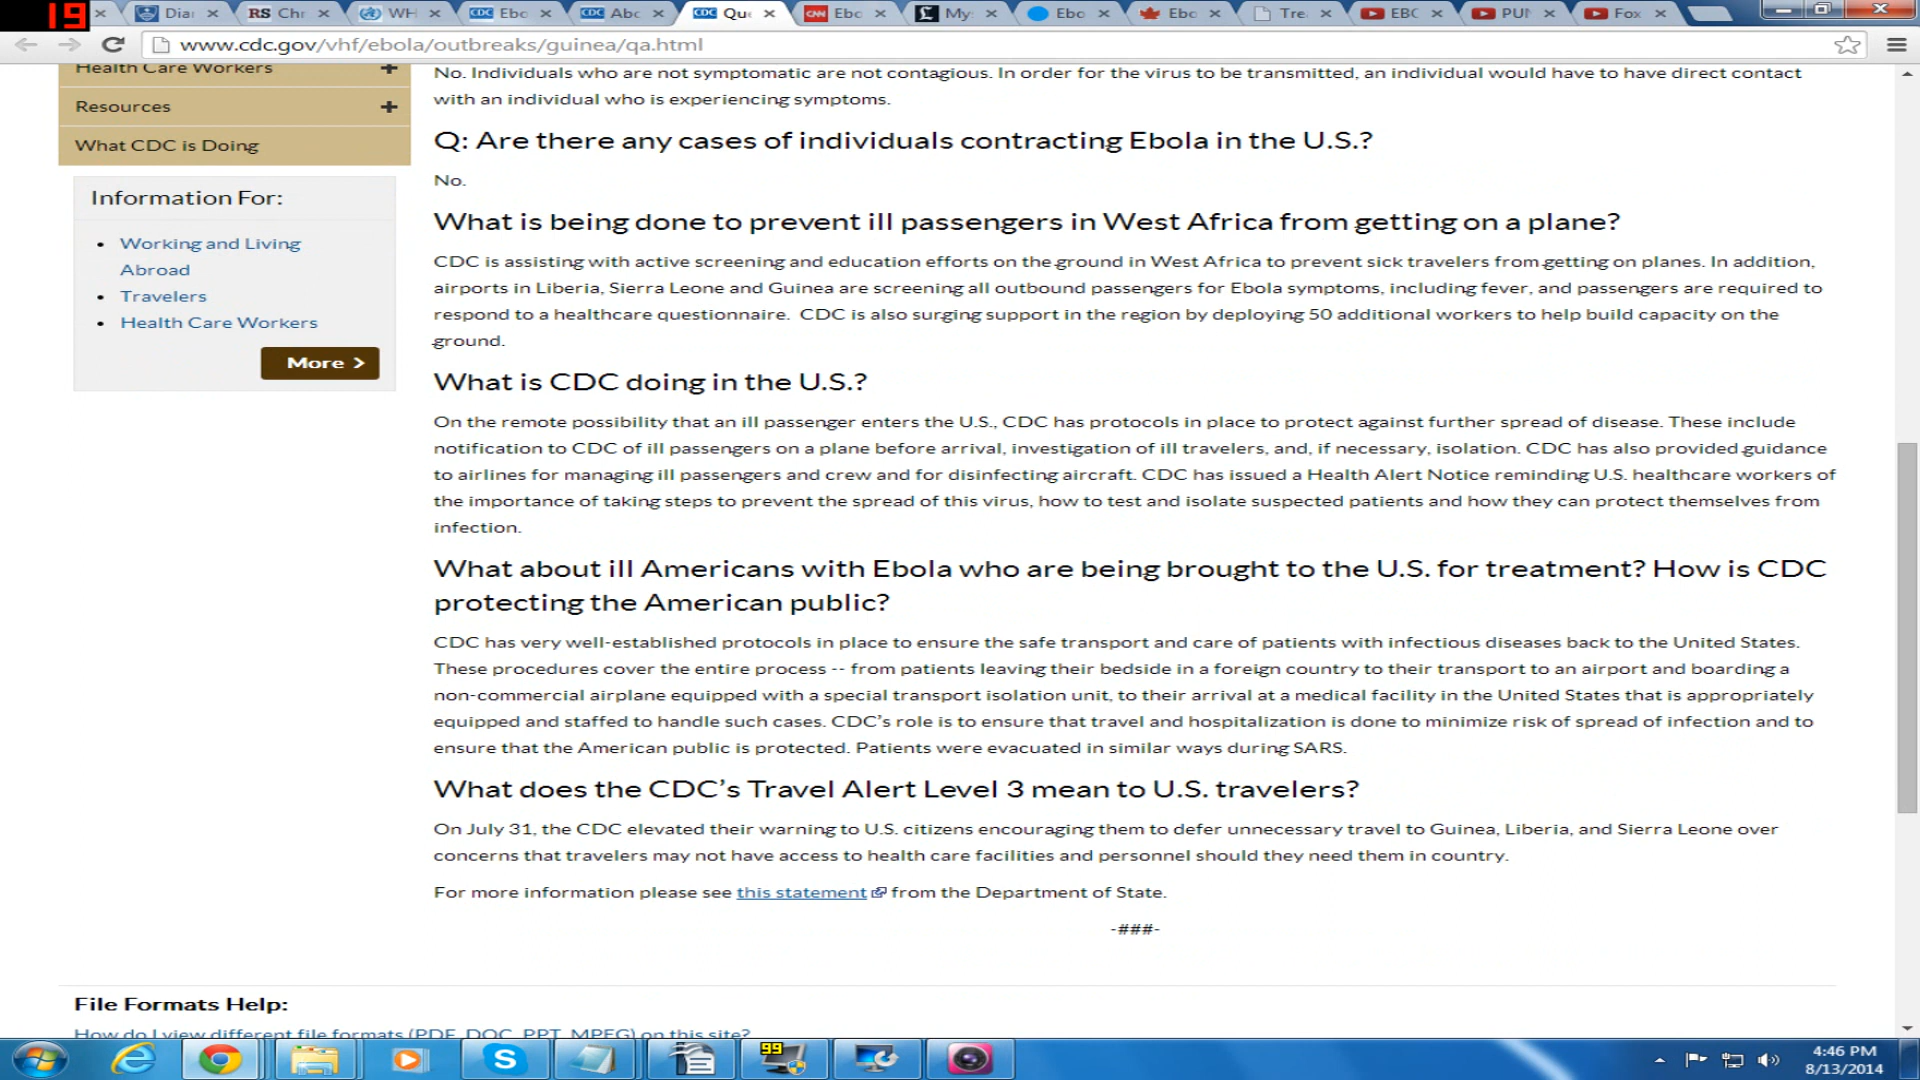 19
Diar
RS Chr
WH
CDC Ebo
CDC Abc
CDC Que
CNN Ebo
L My
Ebo
Ebo
Tre
EBC
PUN
Fox
www.cdc.gov/vhf/ebola/outbreaks/guinea/qa.html
Health Care Workers +
Resources +
What CDC is Doing
Information For:
• Working and Living
Abroad
• Travelers
• Health Care Workers
More >
No. Individuals who are not symptomatic are not contagious. In order for the virus to be transmitted, an individual would have to have direct contact
with an individual who is experiencing symptoms.
Q: Are there any cases of individuals contracting Ebola in the U.S.?
No.
What is being done to prevent ill passengers in West Africa from getting on a plane?
CDC is assisting with active screening and education efforts on the ground in West Africa to prevent sick travelers from getting on planes. In addition,
airports in Liberia, Sierra Leone and Guinea are screening all outbound passengers for Ebola symptoms, including fever, and passengers are required to
respond to a healthcare questionnaire. CDC is also surging support in the region by deploying 50 additional workers to help build capacity on the
ground.
What is CDC doing in the U.S.?
On the remote possibility that an ill passenger enters the U.S., CDC has protocols in place to protect against further spread of disease. These include
notification to CDC of ill passengers on a plane before arrival, investigation of ill travelers, and, if necessary, isolation. CDC has also provided guidance
to airlines for managing ill passengers and crew and for disinfecting aircraft. CDC has issued a Health Alert Notice reminding U.S. healthcare workers of
the importance of taking steps to prevent the spread of this virus, how to test and isolate suspected patients and how they can protect themselves from
infection.
What about ill Americans with Ebola who are being brought to the U.S. for treatment? How is CDC
protecting the American public?
CDC has very well-established protocols in place to ensure the safe transport and care of patients with infectious diseases back to the United States.
These procedures cover the entire process -- from patients leaving their bedside in a foreign country to their transport to an airport and boarding a
non-commercial airplane equipped with a special transport isolation unit, to their arrival at a medical facility in the United States that is appropriately
equipped and staffed to handle such cases. CDC’s role is to ensure that travel and hospitalization is done to minimize risk of spread of infection and to
ensure that the American public is protected. Patients were evacuated in similar ways during SARS.
What does the CDC’s Travel Alert Level 3 mean to U.S. travelers?
On July 31, the CDC elevated their warning to U.S. citizens encouraging them to defer unnecessary travel to Guinea, Liberia, and Sierra Leone over
concerns that travelers may not have access to health care facilities and personnel should they need them in country.
For more information please see this statement from the Department of State.
-###-
File Formats Help:
How do I view different file formats (PDF, DOC, PPT, MPEG) on this site?
99
4:46 PM
8/13/2014